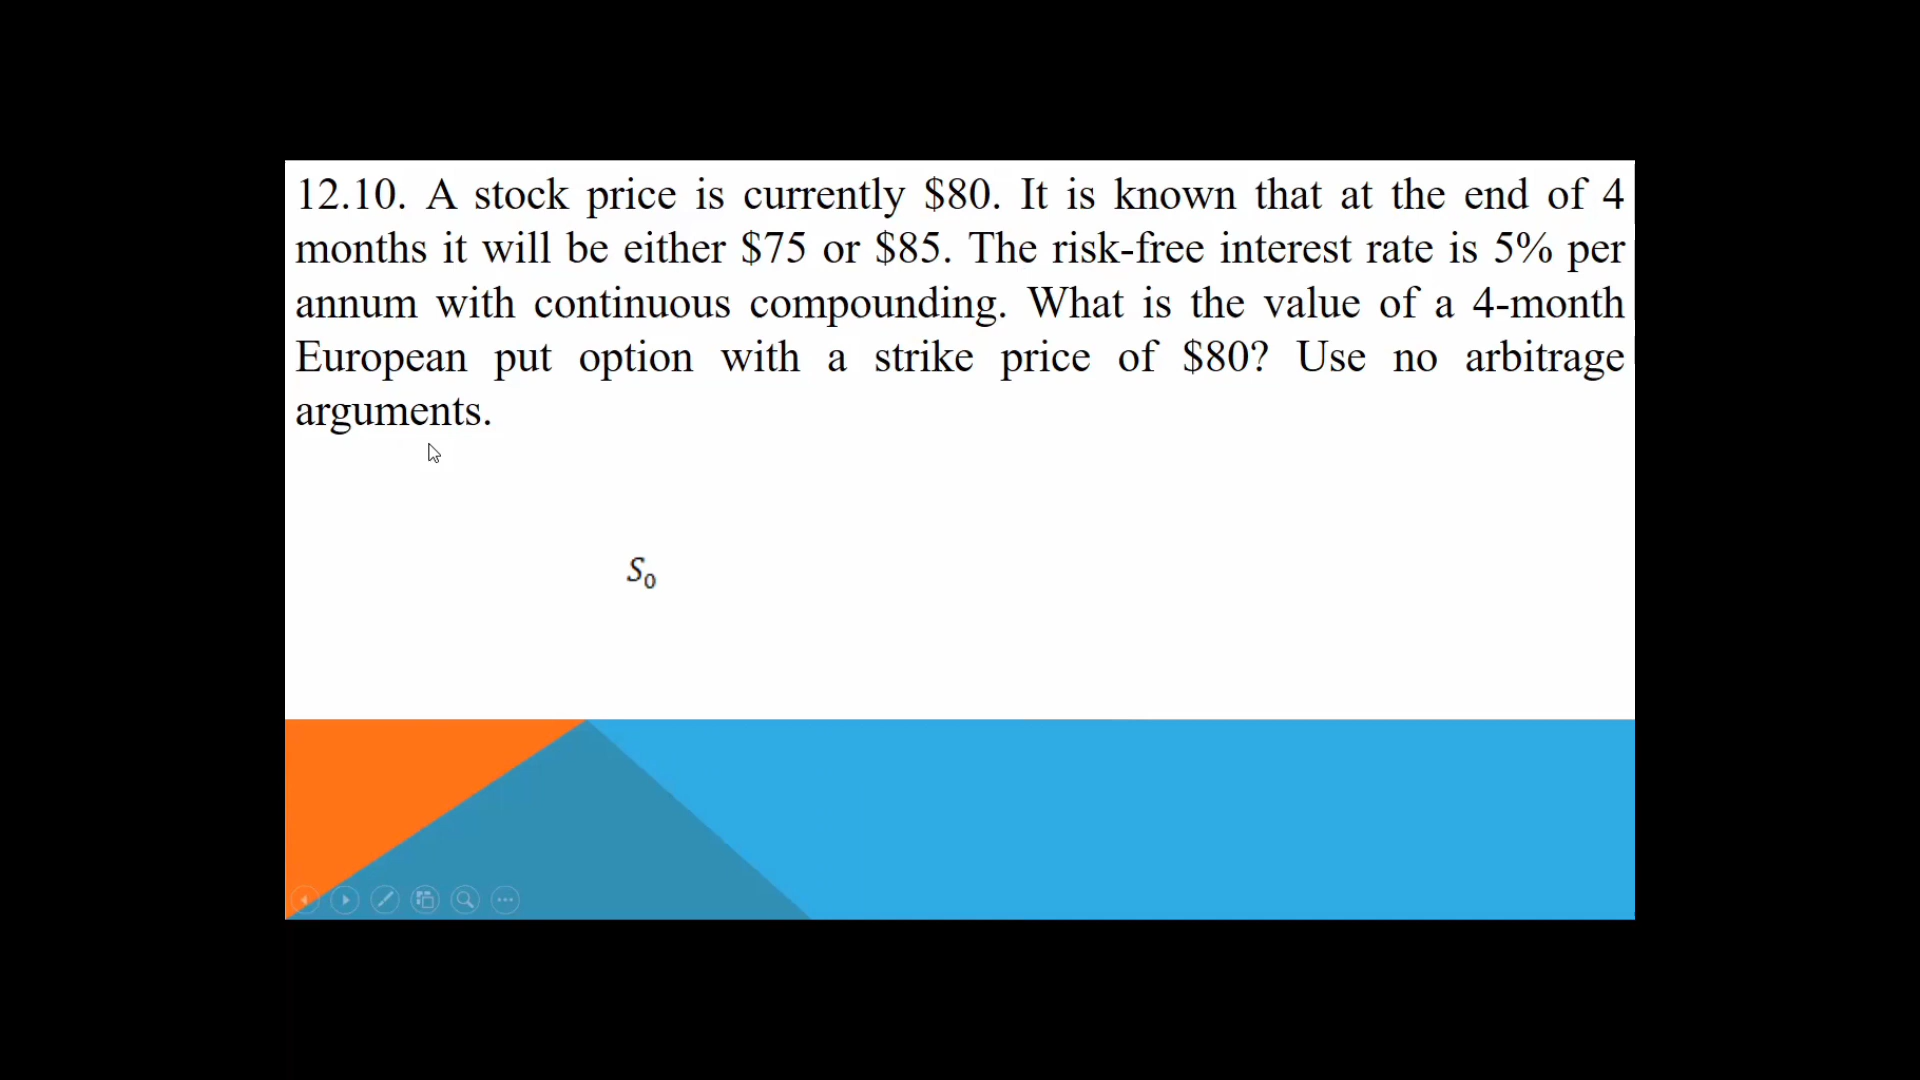 12.10. A stock price is currently $80. It is known that at the end of 4
months it will be either $75 or $85. The risk-free interest rate is 5% per
annum with continuous compounding. What is the value of a 4-month
European put option with a strike price of $80? Use no arbitrage
arguments.
S₀